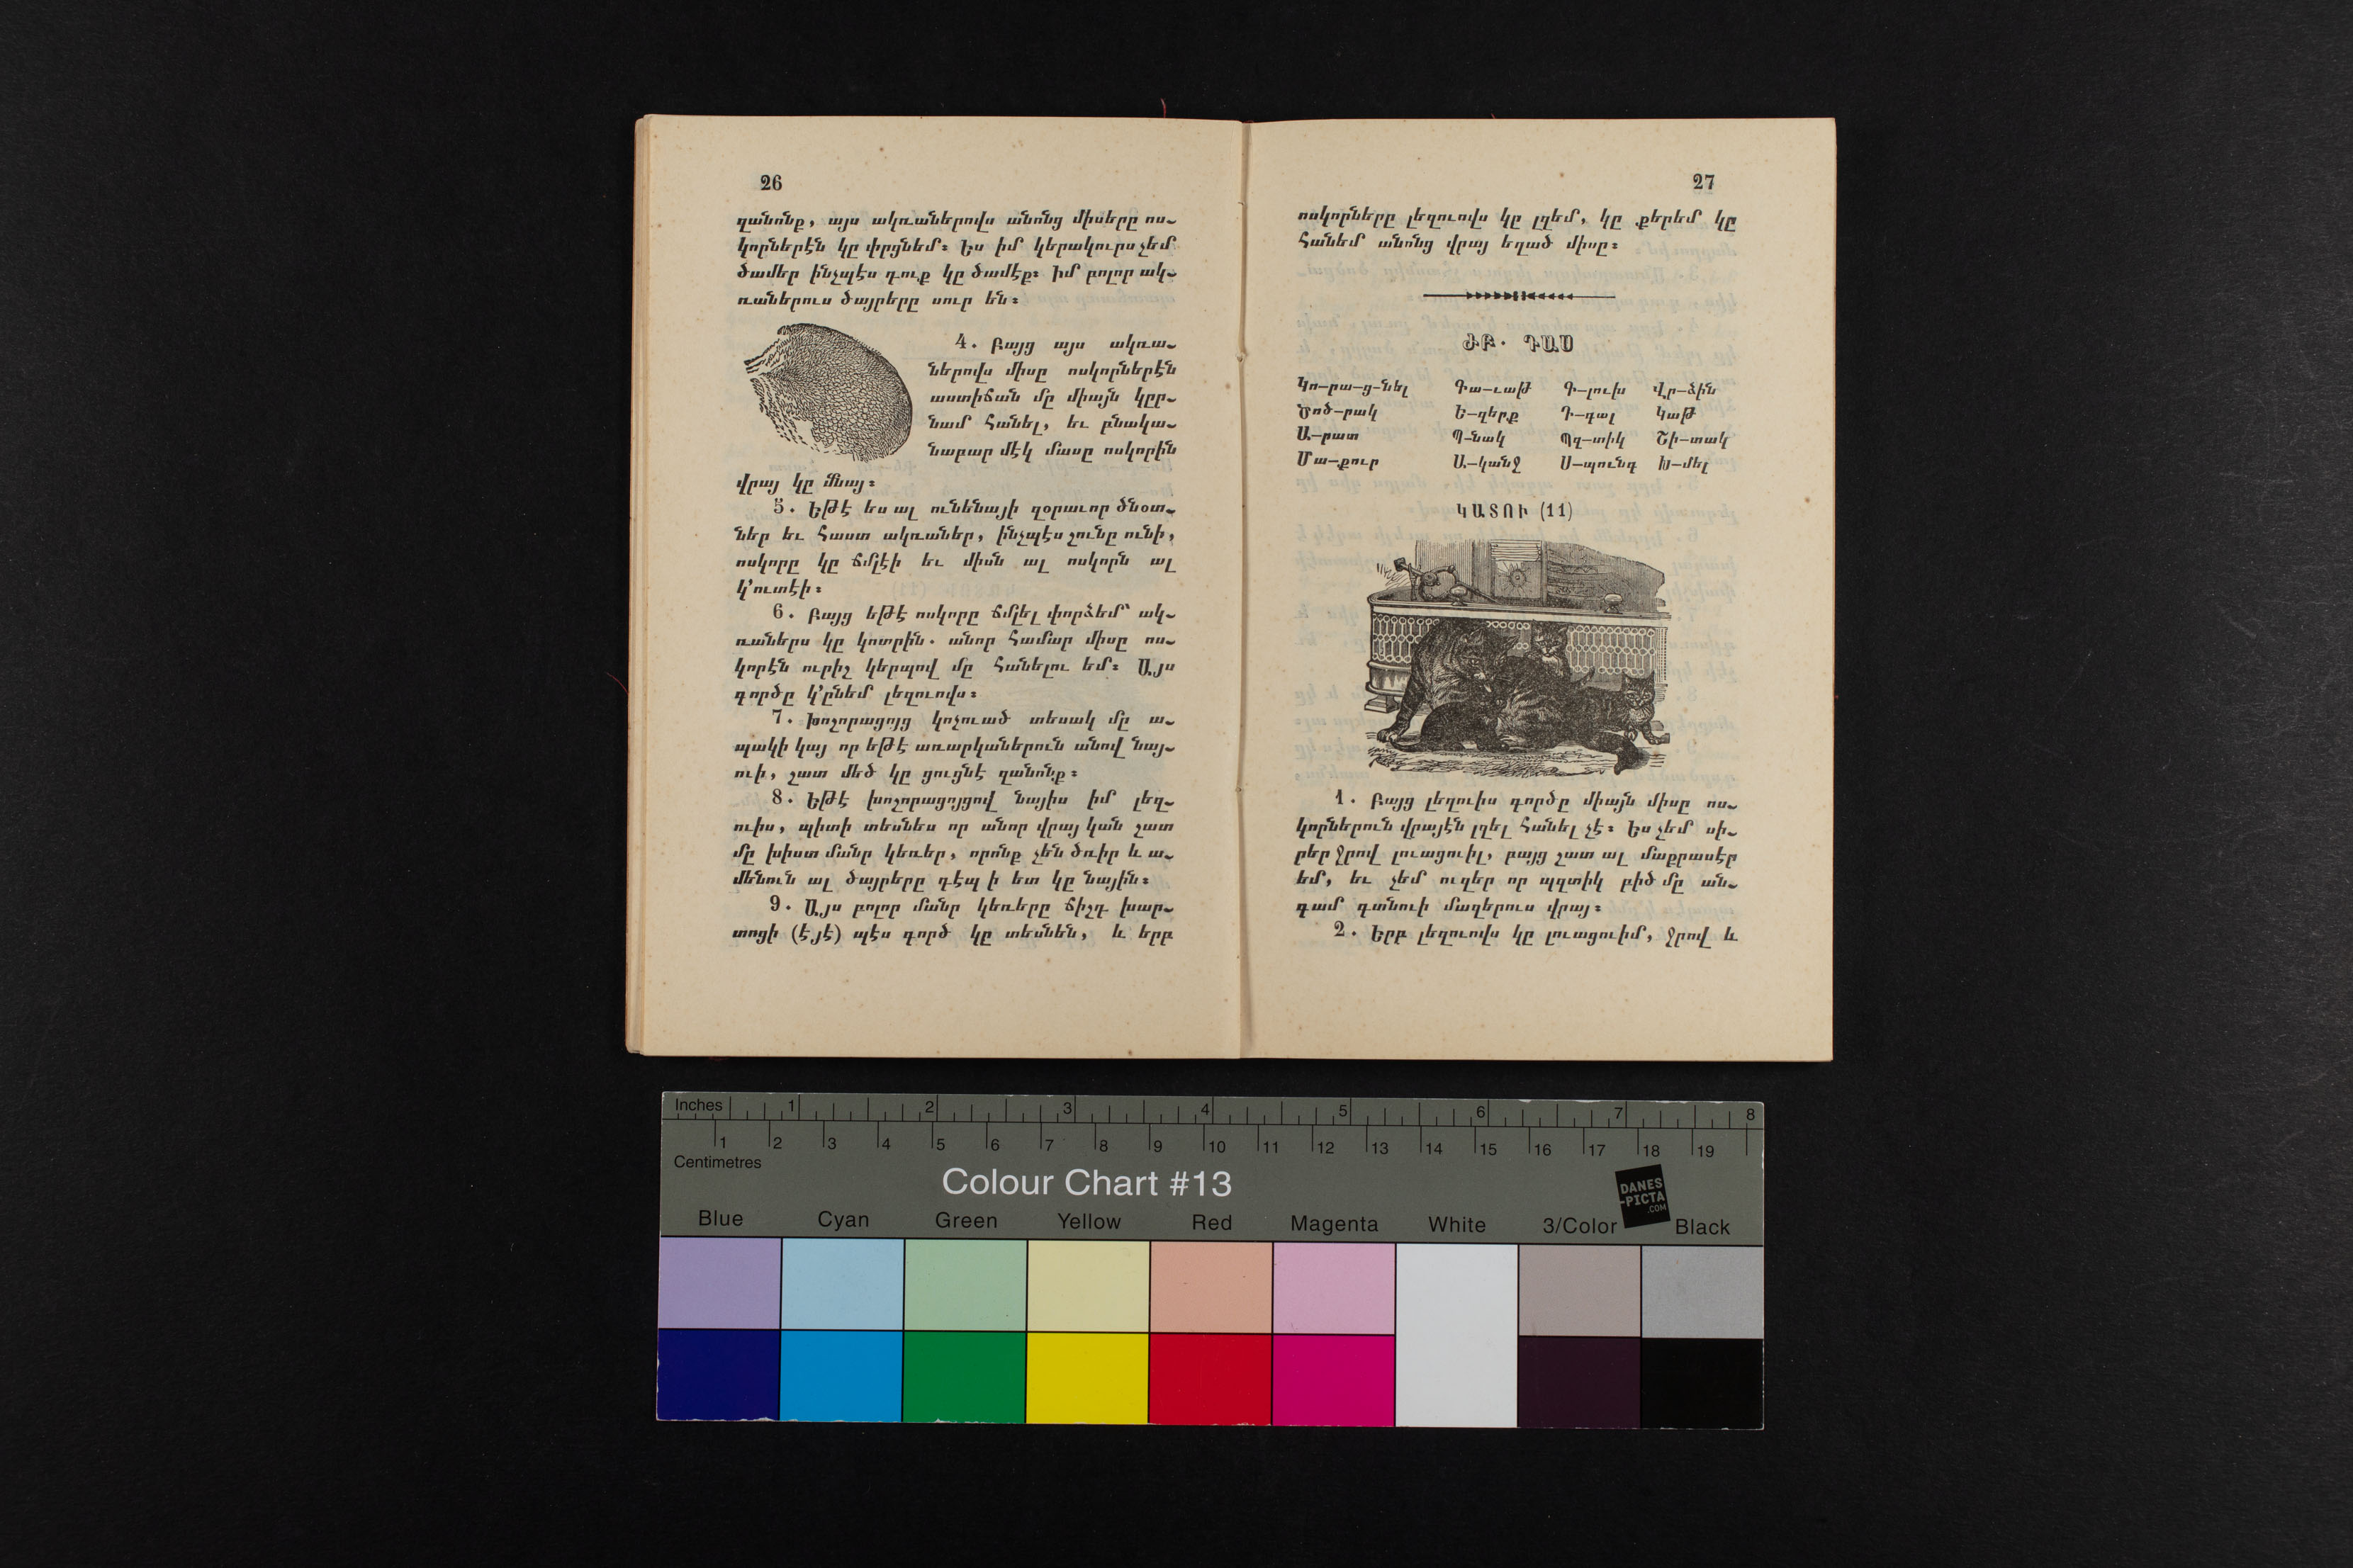 26
զանոնք, այս ակռաներովս անոնց միսերը ոս-
կորներէն կը փրցնեմ։ Ես իմ կերակուրս չեմ
ծամեր ինչպէս դուք կը ծամէք։ Իմ բոլոր ակ-
ռաներուս ծայրերը սուր են։
4. Բայց այս ակռա-
ներովս միսը ոսկորներէն
աստիճան մը միայն կըր-
նամ հանել, եւ բնակա-
նաբար մէկ մասը ոսկորին
վրայ կը մնայ։
5. Եթէ ես ալ ունենայի զօրաւոր ծնօտ-
ներ եւ հաստ ակռաներ, ինչպէս շունը ունի,
ոսկորը կը ճմլէի եւ միսն ալ ոսկորն ալ
կ՚ուտէի։
6. Բայց եթէ ոսկորը ճմլել փորձեմ՝ ակ-
ռաներս կը կոտրին. անոր համար միսը ոս-
կորէն ուրիշ կերպով մը հանելու եմ։ Այս
գործը կ՚ընեմ լեզուովս։
7. Խոշորացոյց կոչուած տեսակ մը ա-
պակի կայ որ եթէ առարկաներուն անով նայ-
ուի, շատ մեծ կը ցուցնէ զանոնք։
8. Եթէ խոշորացոյցով նայիս իմ լեզ-
ուիս, պիտի տեսնես որ անոր վրայ կան շատ
մը խիստ մանր կեռեր, որոնք չեն ծռիր և ա-
մենուն ալ ծայրերը դէպ ի ետ կը նային։
9. Այս բոլոր մանր կեռերը ճիշդ խար-
տոցի (էյէ) պէս գործ կը տեսնեն, և երբ
27
ոսկորները լեզուովս կը լզեմ, կը քերեմ կը
հանեմ անոնց վրայ եղած միսը։
ԺԲ. ԴԱՍ
Կո–րա–ց–նել Գա–ւաթ Գ–լուխ Վր–ձին
Ծոծ–րակ Ե–զերք Դ–գալ Կաթ
Ա–րատ Պ–նակ Պզ–տիկ Շի–տակ
Մա–քուր Ա–կանջ Ս–պունգ Խ–մել
ԿԱՏՈՒ (11)
1. Բայց լեզուիս գործը միայն միսը ոս-
կորներուն վրայէն լզել հանել չէ։ Ես չեմ սի-
րեր ջրով լուացուիլ, բայց շատ ալ մաքրասէր
եմ, եւ չեմ ուզեր որ պզտիկ բիծ մը ան-
գամ գտնուի մազերուս վրայ։
2. Երբ լեզուովս կը լուացուիմ, ջրով և
Inches 1 2 3 4 5 6 7 8
1 2 3 4 5 6 7 8 9 10 11 12 13 14 15 16 17 18 19
Centimetres
Colour Chart #13
DANES
-PICTA
.COM
Blue Cyan Green Yellow Red Magenta White 3/Color Black